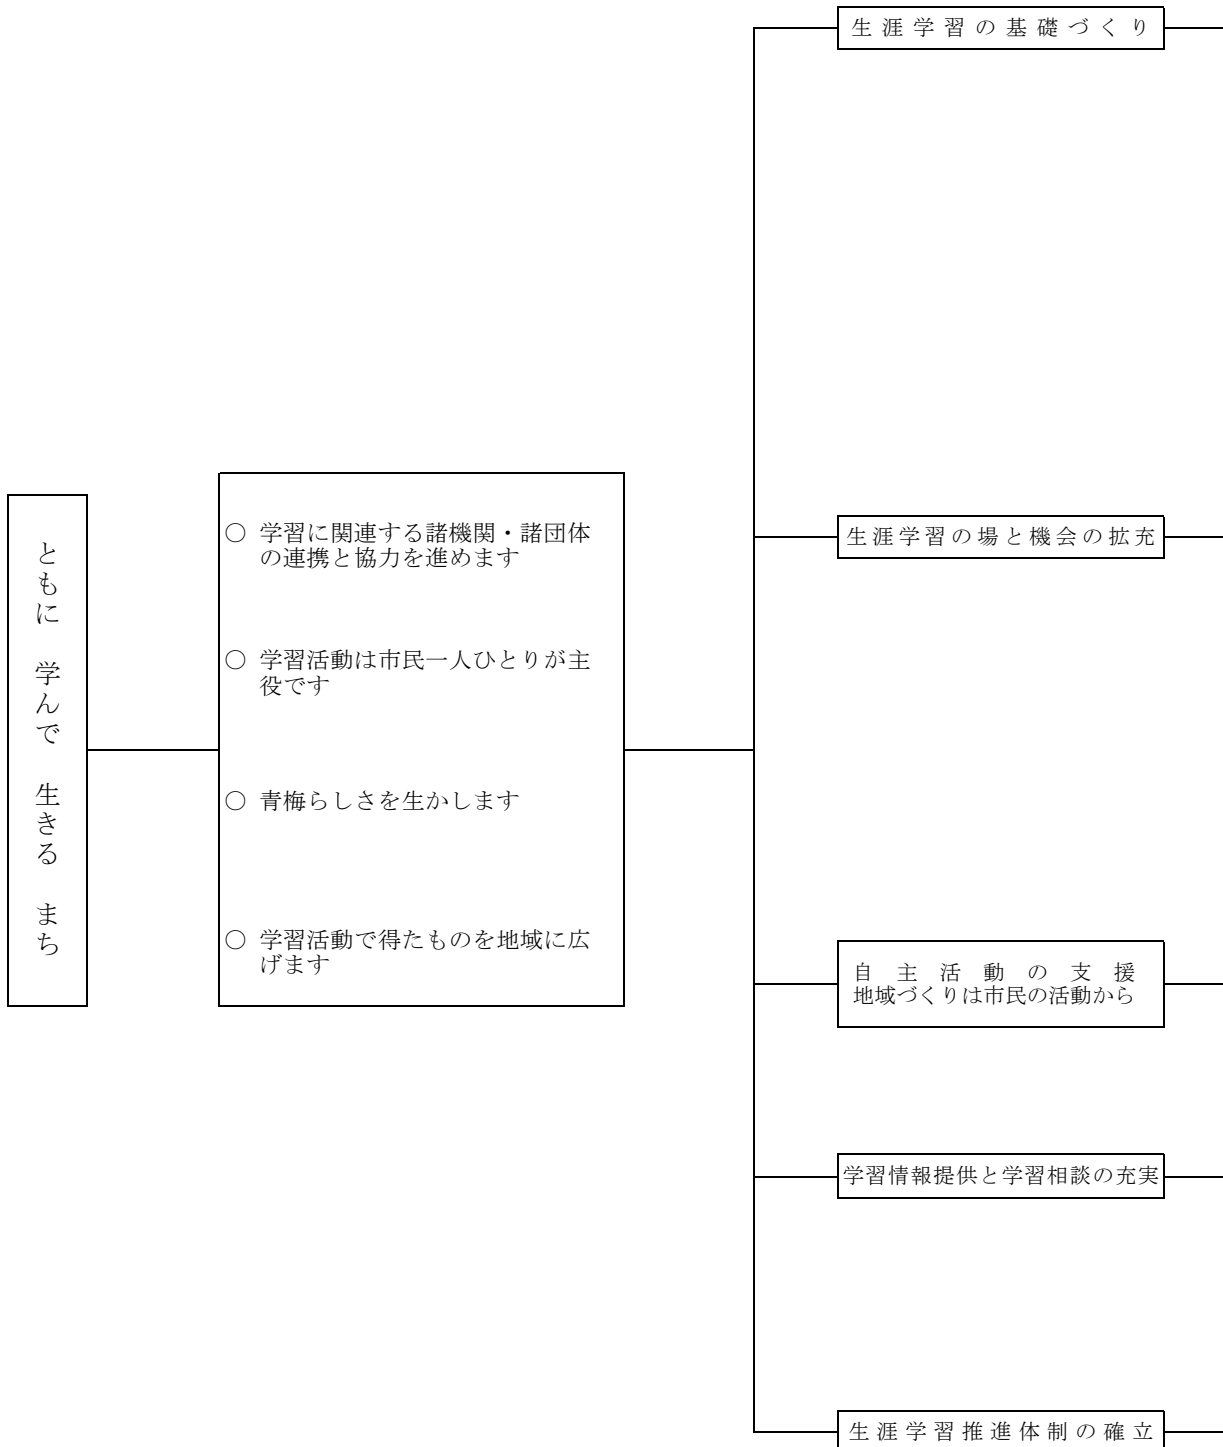 ともに　学んで　生きる　まち
○ 学習に関連する諸機関・諸団体
の連携と協力を進めます
○ 学習活動は市民一人ひとりが主
役です
○ 青梅らしさを生かします
○ 学習活動で得たものを地域に広
げます
生涯学習の基礎づくり
生涯学習の場と機会の拡充
自主活動の支援
地域づくりは市民の活動から
学習情報提供と学習相談の充実
生涯学習推進体制の確立